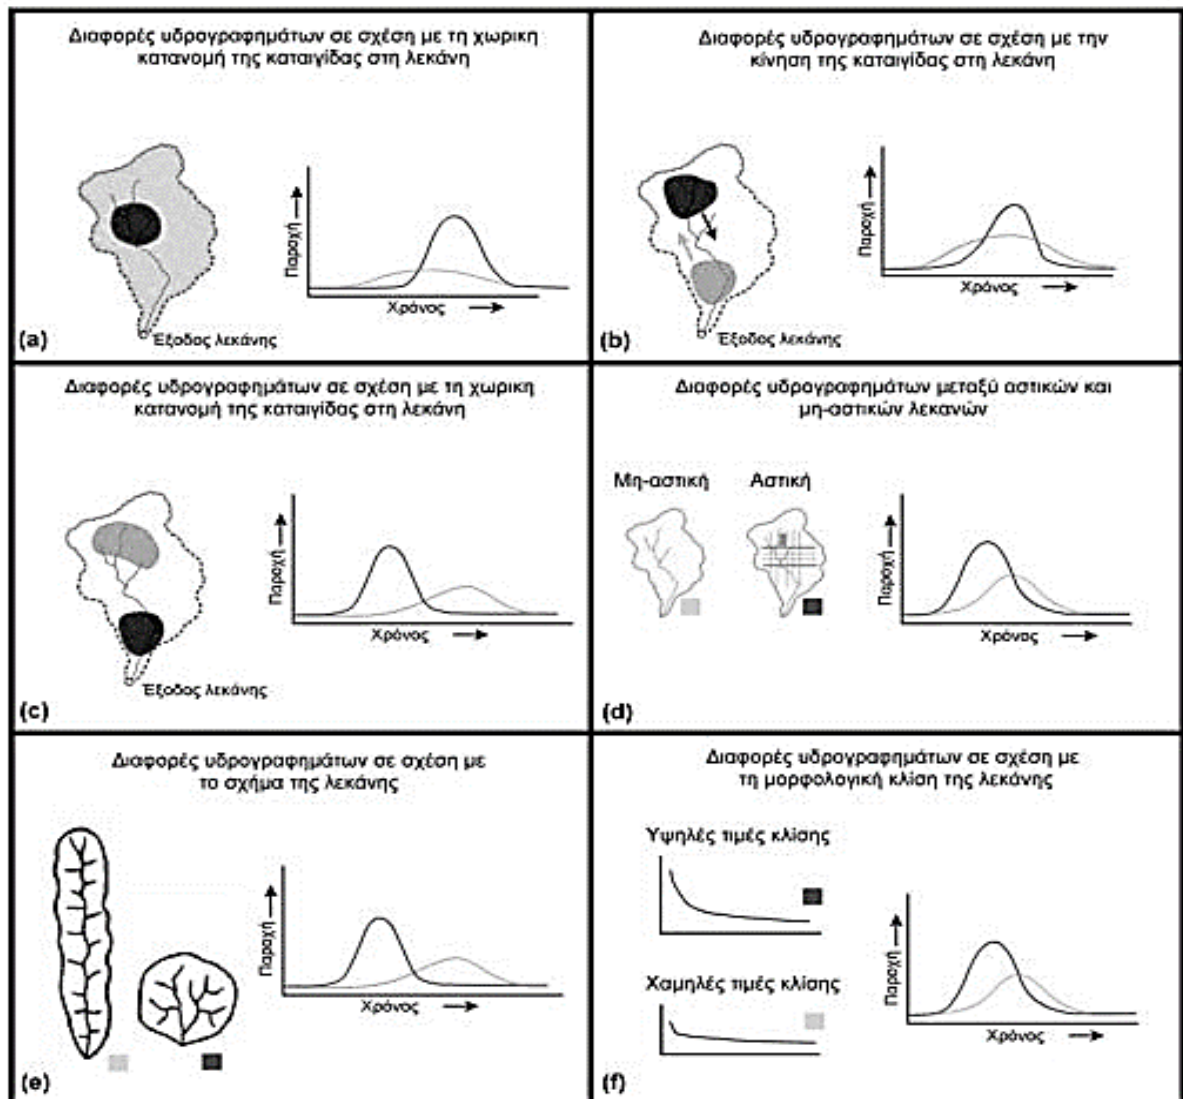 Διαφορές υδρογραφημάτων σε σχέση με τη χωρικη
κατανομή της καταιγίδας στη λεκάνη
Παροχή
Χρόνος
Έξοδος λεκάνης
(a)
Διαφορές υδρογραφημάτων σε σχέση με την
κίνηση της καταιγίδας στη λεκάνη
Παροχή
Χρόνος
Έξοδος λεκάνης
(b)
Διαφορές υδρογραφημάτων σε σχέση με τη χωρικη
κατανομή της καταιγίδας στη λεκάνη
Παροχή
Χρόνος
Έξοδος λεκάνης
(c)
Διαφορές υδρογραφημάτων μεταξύ αστικών και
μη-αστικών λεκανών
Μη-αστική Αστική
Παροχή
Χρόνος
(d)
Διαφορές υδρογραφημάτων σε σχέση με
το σχήμα της λεκάνης
Παροχή
Χρόνος
(e)
Διαφορές υδρογραφημάτων σε σχέση με
τη μορφολογική κλίση της λεκάνης
Υψηλές τιμές κλίσης
Χαμηλές τιμές κλίσης
Παροχή
Χρόνος
(f)